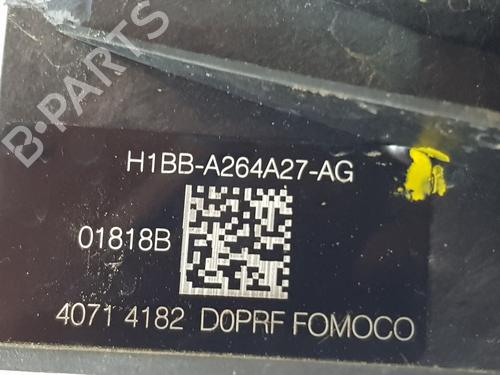 B-PARTS
H1BB-A264A27-AG
01818B
4071 4182 D0PRF FOMOCO